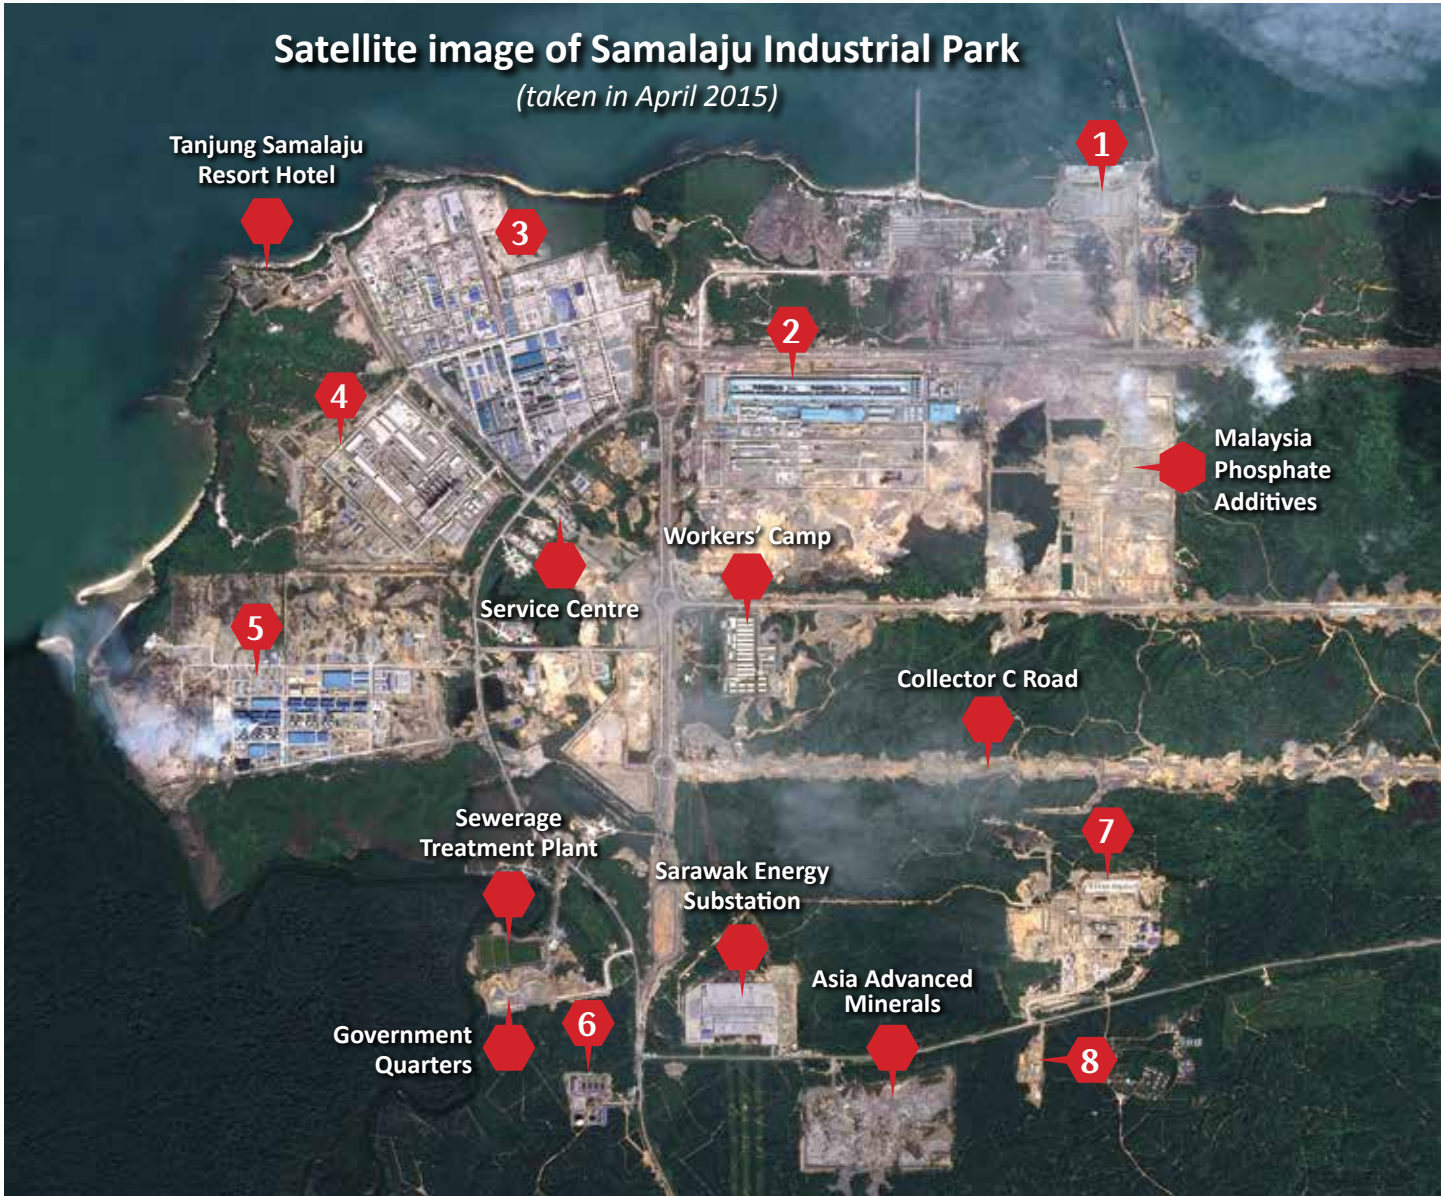 Satellite image of Samalaju Industrial Park
(taken in April 2015)
1
Tanjung Samalaju
Resort Hotel
3
2
4
Malaysia
Phosphate
Additives
Workers' Camp
Service Centre
5
Collector C Road
Sewerage
Treatment Plant
7
Sarawak Energy
Substation
Asia Advanced
Minerals
6
Government
Quarters
8